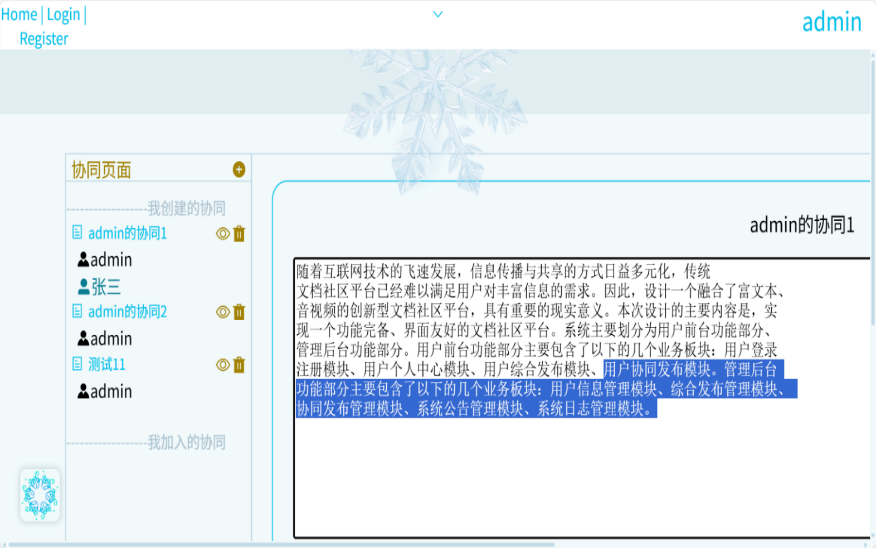 Home | Login |
Register
admin
协同页面
我创建的协同
admin的协同1
admin
张三
admin的协同2
admin
测试11
admin
我加入的协同
admin的协同1
随着互联网技术的飞速发展，信息传播与共享的方式日益多元化，传统
文档社区平台已经难以满足用户对丰富信息的需求。因此，设计一个融合了富文本、
音视频的创新型文档社区平台，具有重要的现实意义。本次设计的主要内容是，实
现一个功能完备、界面友好的文档社区平台。系统主要划分为用户前台功能部分、
管理后台功能部分。用户前台功能部分主要包含了以下的几个业务板块：用户登录
注册模块、用户个人中心模块、用户综合发布模块、用户协同发布模块。管理后台
功能部分主要包含了以下的几个业务板块：用户信息管理模块、综合发布管理模块、
协同发布管理模块、系统公告管理模块、系统日志管理模块。